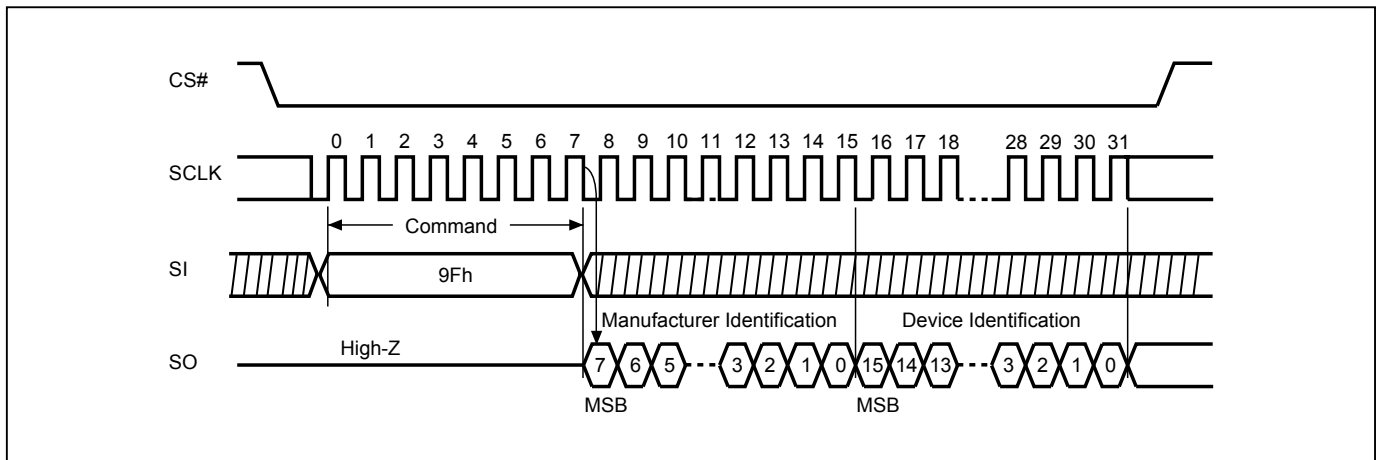 CS#
0 1 2 3 4 5 6 7 8 9 10 11 12 13 14 15 16 17 18 28 29 30 31
SCLK
Command
SI
9Fh
Manufacturer Identification Device Identification
High-Z
SO
7 6 5 3 2 1 0 15 14 13 3 2 1 0
MSB MSB